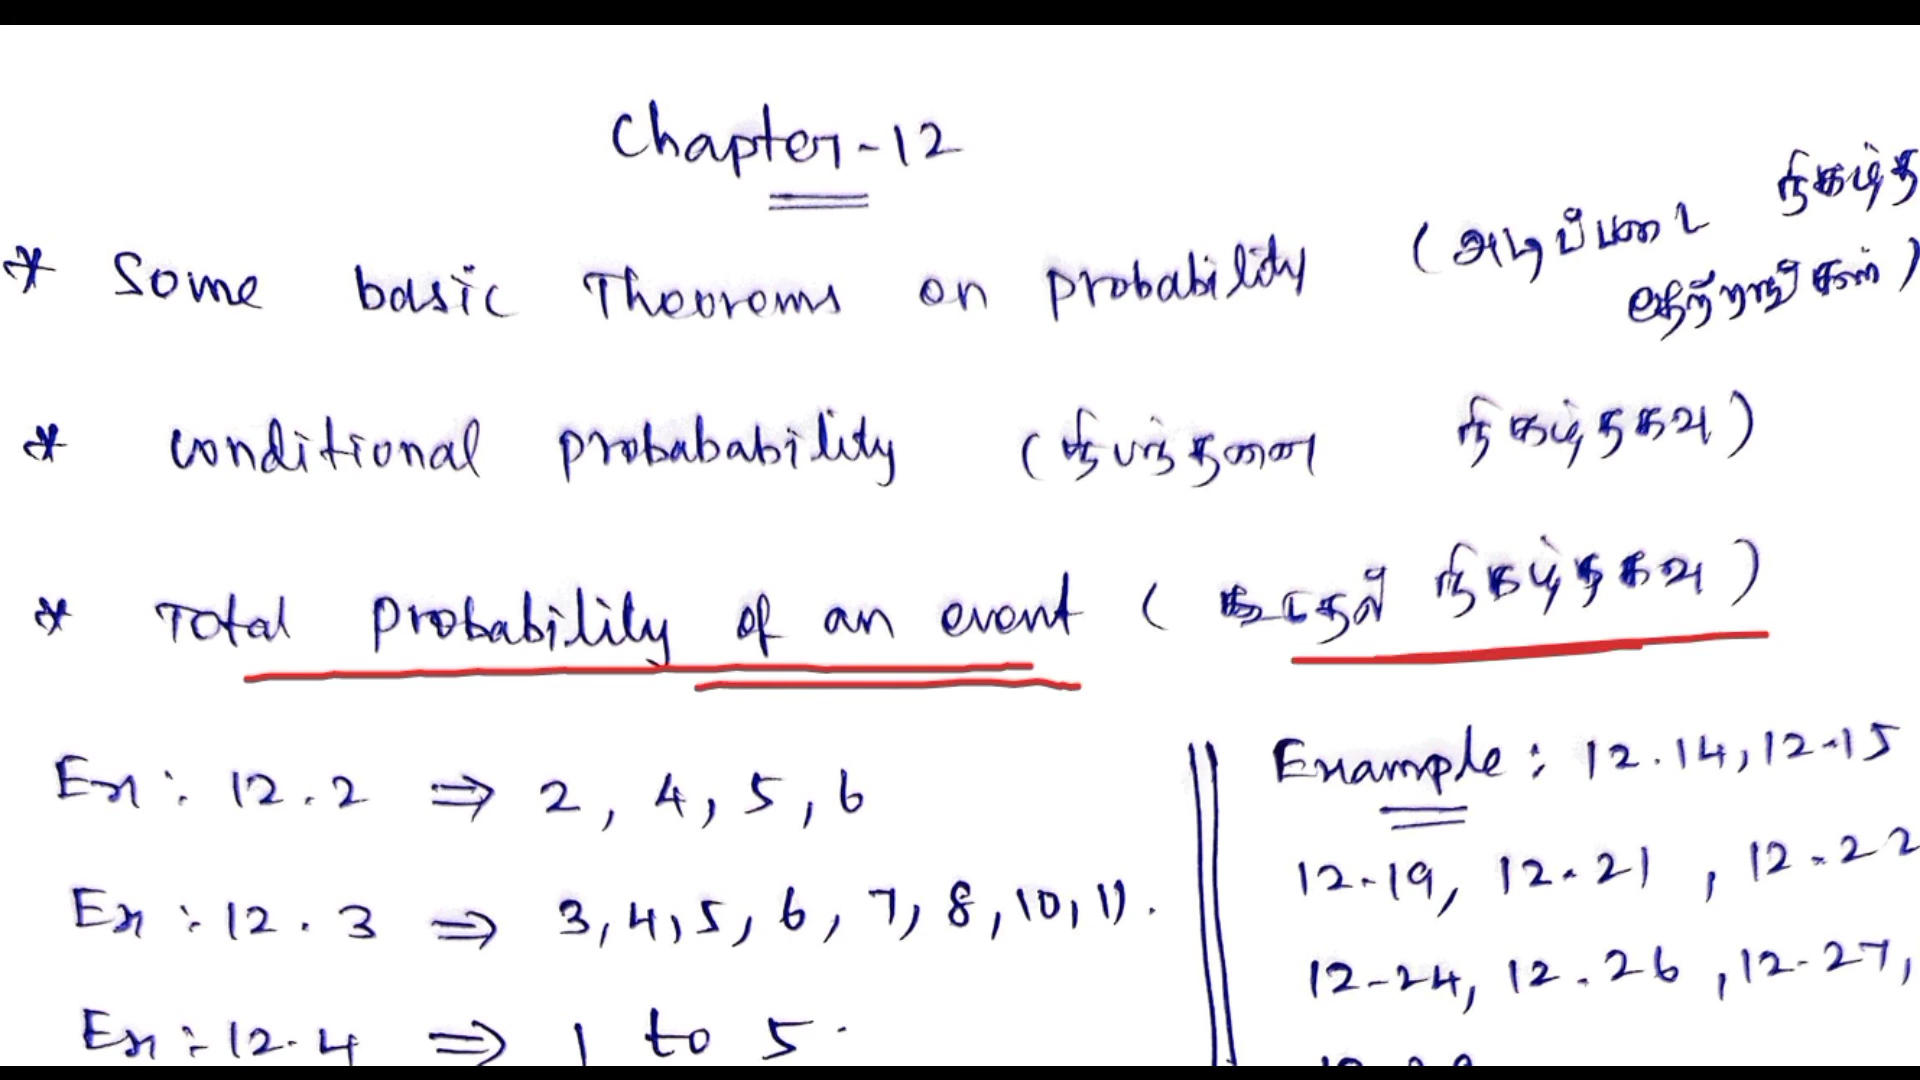 Chapter-12
* Some basic Theorems on probability (அடிப்படை நிகழ்த
தேற்றங்கள்)
* conditional probabability (நிபந்தனை நிகழ்தகவு)
* Total probability of an event (கூடுதல் நிகழ்தகவு)
Ex: 12.2 ⇒ 2, 4, 5, 6
Ex: 12.3 ⇒ 3, 4, 5, 6, 7, 8, 10, 11.
Ex: 12.4 ⇒ 1 to 5.
Example: 12.14, 12.15
12.19, 12.21, 12.22
12.24, 12.26, 12.27,